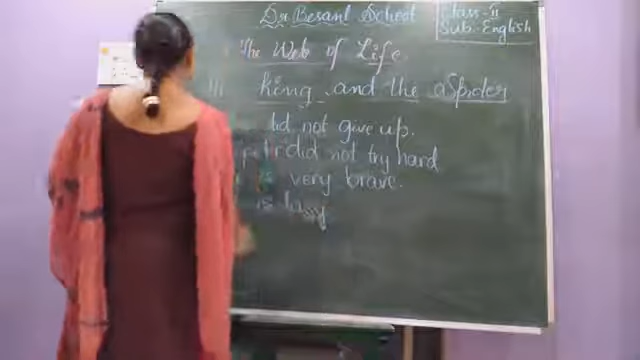 Dr Besant School
Class - II
Sub: English
The Web of Life.
King and the a Spider
did not give up.
did not try hard
is very brave.
is lazy